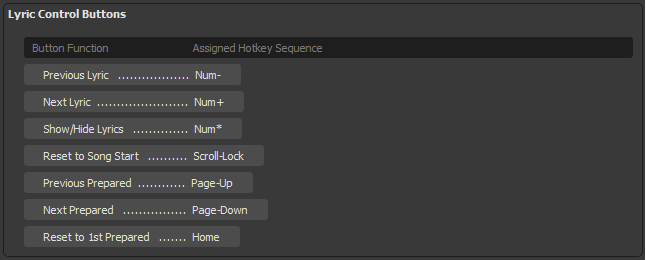 Lyric Control Buttons
Button Function Assigned Hotkey Sequence
Previous Lyric .................. Num-
Next Lyric ....................... Num+
Show/Hide Lyrics .............. Num*
Reset to Song Start .......... Scroll-Lock
Previous Prepared ............ Page-Up
Next Prepared ................ Page-Down
Reset to 1st Prepared ....... Home